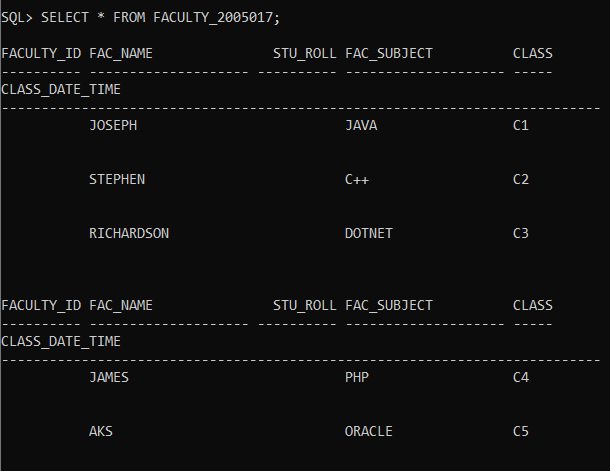 SQL> SELECT * FROM FACULTY_2005017;
FACULTY_ID FAC_NAME             STU_ROLL FAC_SUBJECT          CLASS
---------- -------------------- ---------- -------------------- -----
CLASS_DATE_TIME
---------------------------------------------------------------------------
           JOSEPH                          JAVA                 C1
           STEPHEN                         C++                  C2
           RICHARDSON                      DOTNET               C3
FACULTY_ID FAC_NAME             STU_ROLL FAC_SUBJECT          CLASS
---------- -------------------- ---------- -------------------- -----
CLASS_DATE_TIME
---------------------------------------------------------------------------
           JAMES                           PHP                  C4
           AKS                             ORACLE               C5